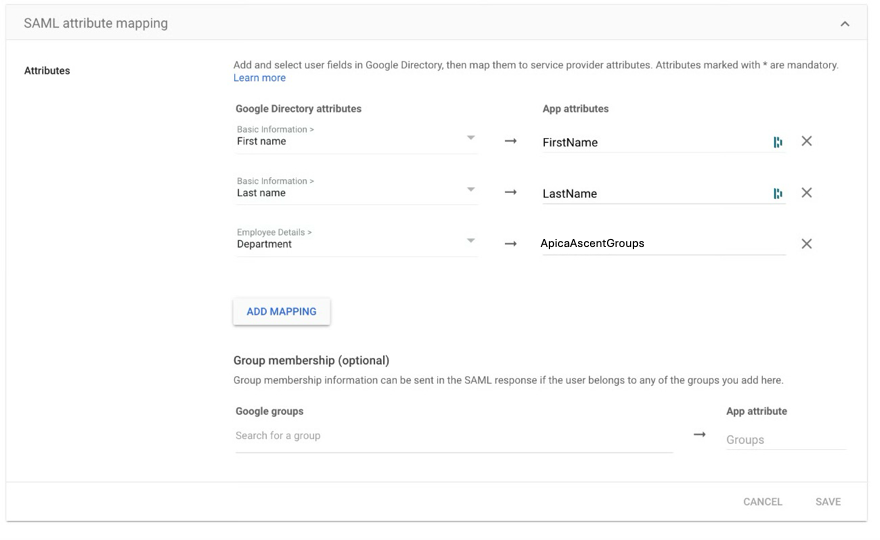 SAML attribute mapping
Attributes
Add and select user fields in Google Directory, then map them to service provider attributes. Attributes marked with * are mandatory.
Learn more
Google Directory attributes
App attributes
Basic Information >
First name
FirstName
Basic Information >
Last name
LastName
Employee Details >
Department
ApicaAscentGroups
ADD MAPPING
Group membership (optional)
Group membership information can be sent in the SAML response if the user belongs to any of the groups you add here.
Google groups
App attribute
Search for a group
Groups
CANCEL
SAVE